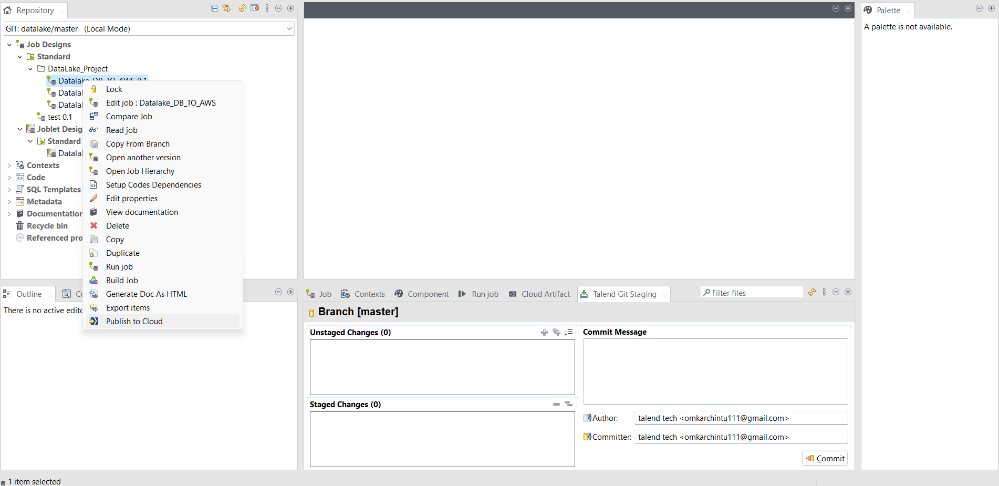 Repository
GIT: datalake/master (Local Mode)
Job Designs
Standard
DataLake_Project
Datalake_DB_TO_AWS 0.1
Datalal
Datalal
test 0.1
Joblet Desig
Standard
Datalal
Contexts
Code
SQL Templates
Metadata
Documentation
Recycle bin
Referenced pro
Lock
Edit job : Datalake_DB_TO_AWS
Compare Job
Read job
Copy From Branch
Open another version
Open Job Hierarchy
Setup Codes Dependencies
Edit properties
View documentation
Delete
Copy
Duplicate
Run job
Build Job
Generate Doc As HTML
Export items
Publish to Cloud
Palette
A palette is not available.
Outline
Co
There is no active edito
Job
Contexts
Component
Run job
Cloud Artifact
Talend Git Staging
Filter files
Branch [master]
Unstaged Changes (0)
Staged Changes (0)
Commit Message
Author: talend tech <omkarchintu111@gmail.com>
Committer: talend tech <omkarchintu111@gmail.com>
Commit
1 item selected